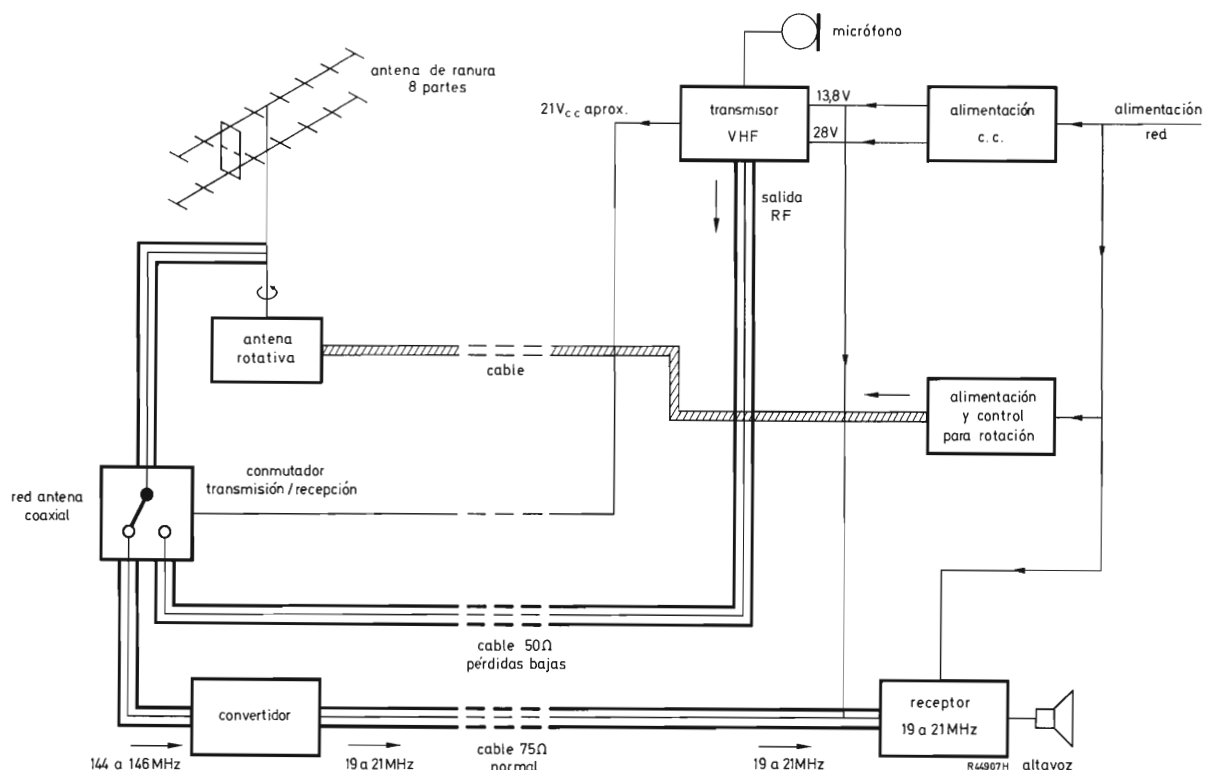 micrófono
antena de ranura
8 partes
21Vcc aprox.
transmisor
VHF
13,8V
28V
alimentación
c.c.
alimentación
red
salida
RF
antena
rotativa
cable
alimentación
y control
para rotación
conmutador
transmisión/recepción
red antena
coaxial
cable 50Ω
pérdidas bajas
convertidor
receptor
19 a 21MHz
144 a 146MHz
19 a 21MHz
cable 75Ω
normal
19 a 21MHz
R44907H
altavoz